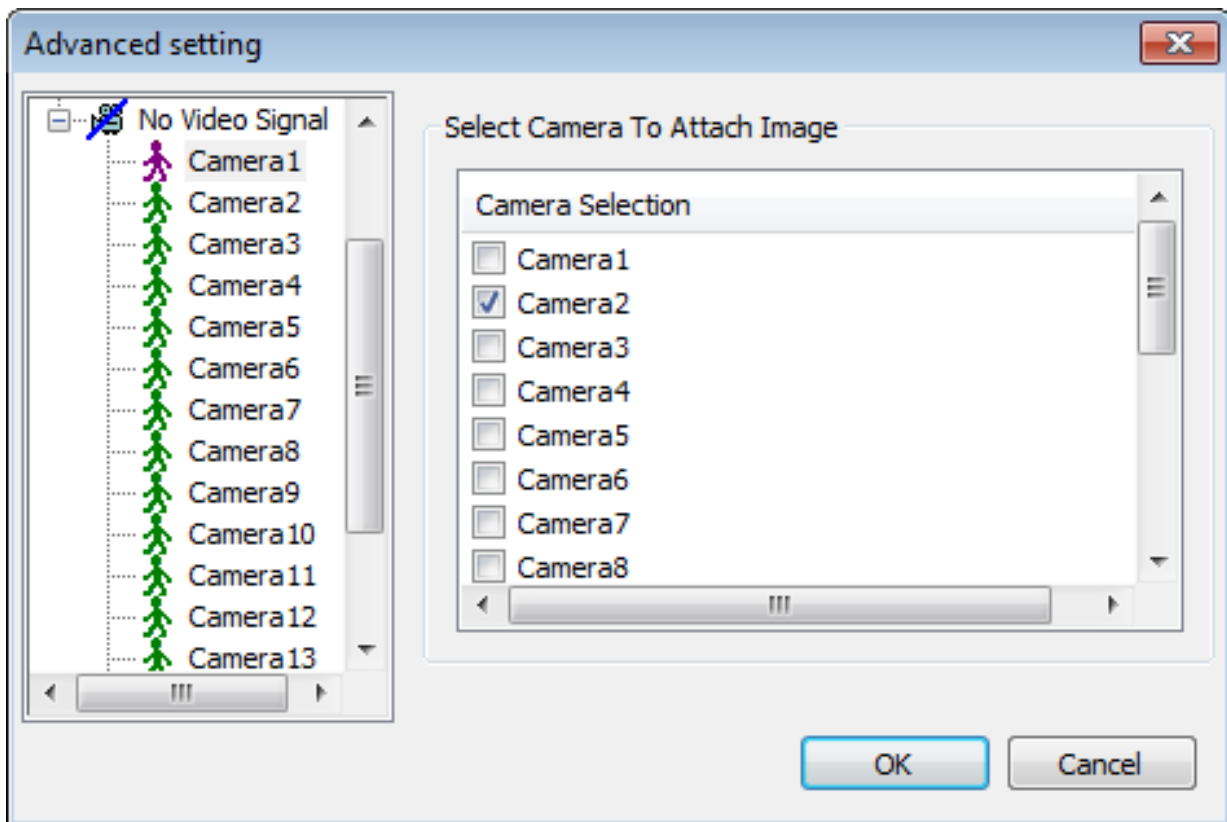 Advanced setting
No Video Signal
Camera1
Camera2
Camera3
Camera4
Camera5
Camera6
Camera7
Camera8
Camera9
Camera10
Camera11
Camera12
Camera13
Select Camera To Attach Image
Camera Selection
Camera1
Camera2
Camera3
Camera4
Camera5
Camera6
Camera7
Camera8
OK
Cancel